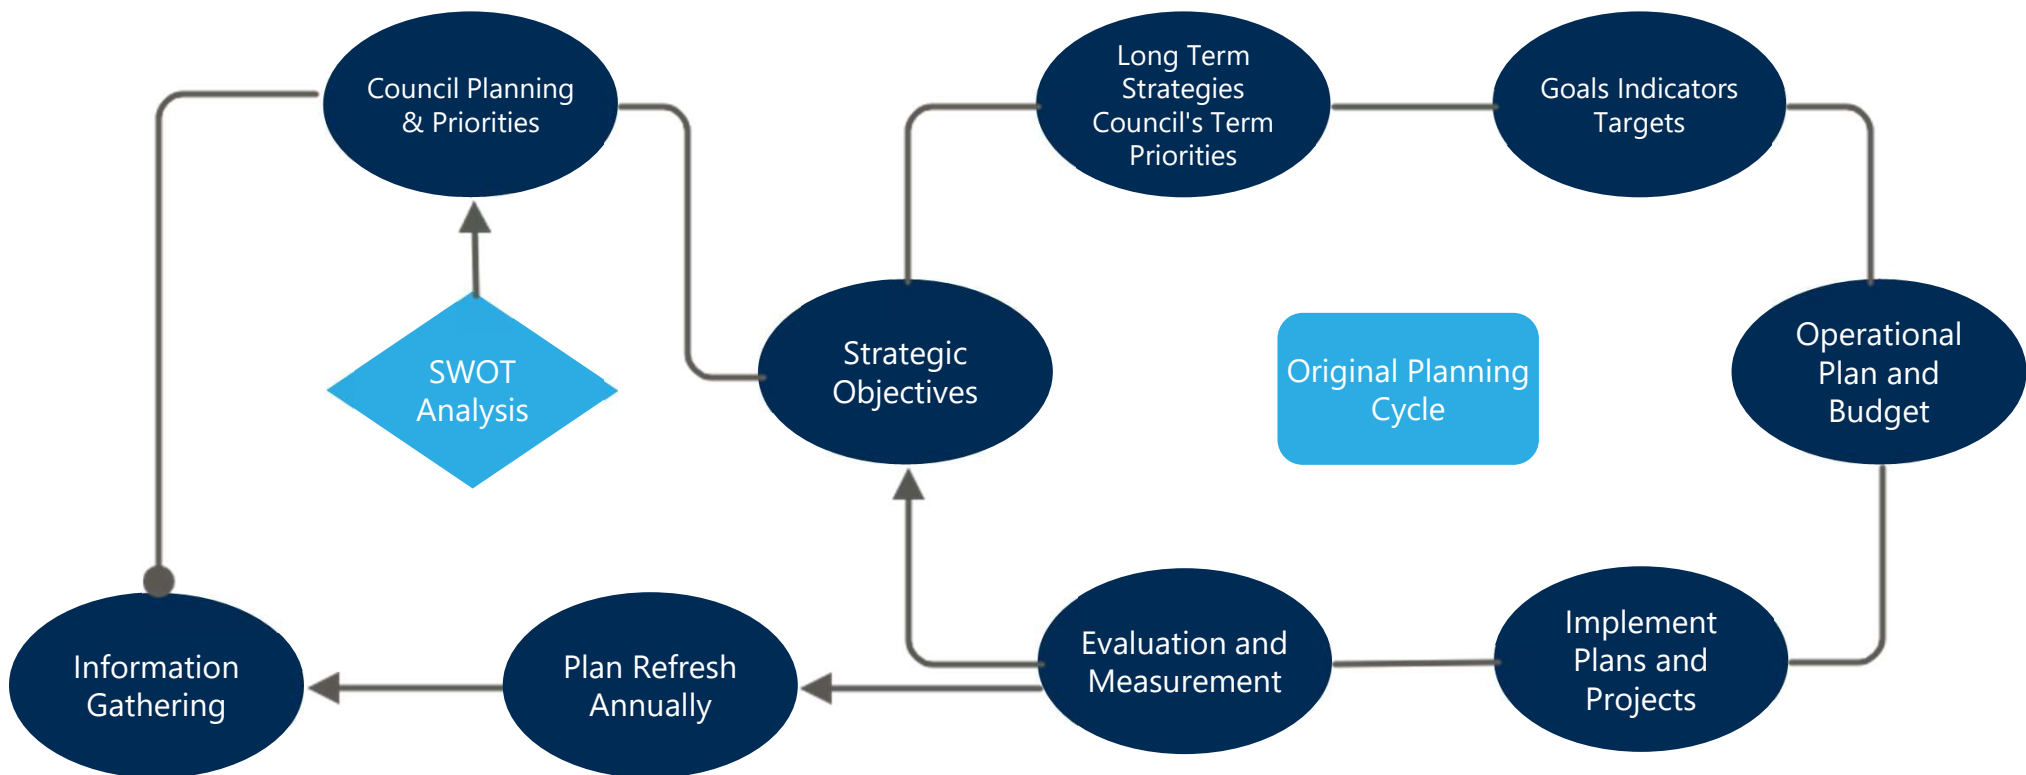 Council Planning
& Priorities
Long Term
Strategies
Council's Term
Priorities
Goals Indicators
Targets
SWOT
Analysis
Strategic
Objectives
Original Planning
Cycle
Operational
Plan and
Budget
Information
Gathering
Plan Refresh
Annually
Evaluation and
Measurement
Implement
Plans and
Projects